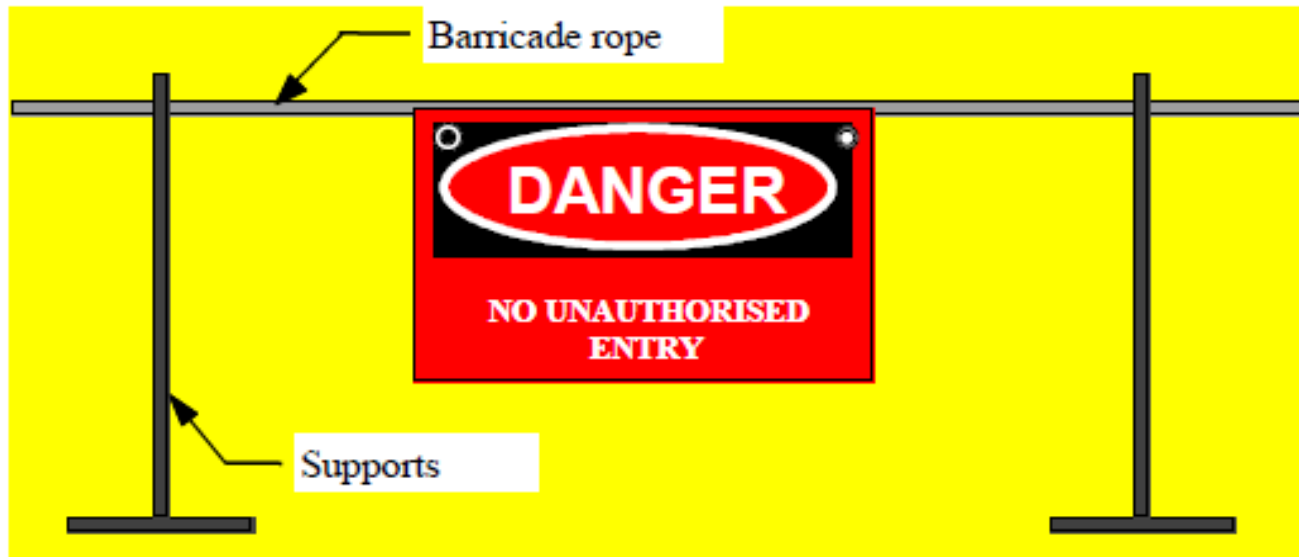 Barricade rope
DANGER
NO UNAUTHORISED
ENTRY
Supports